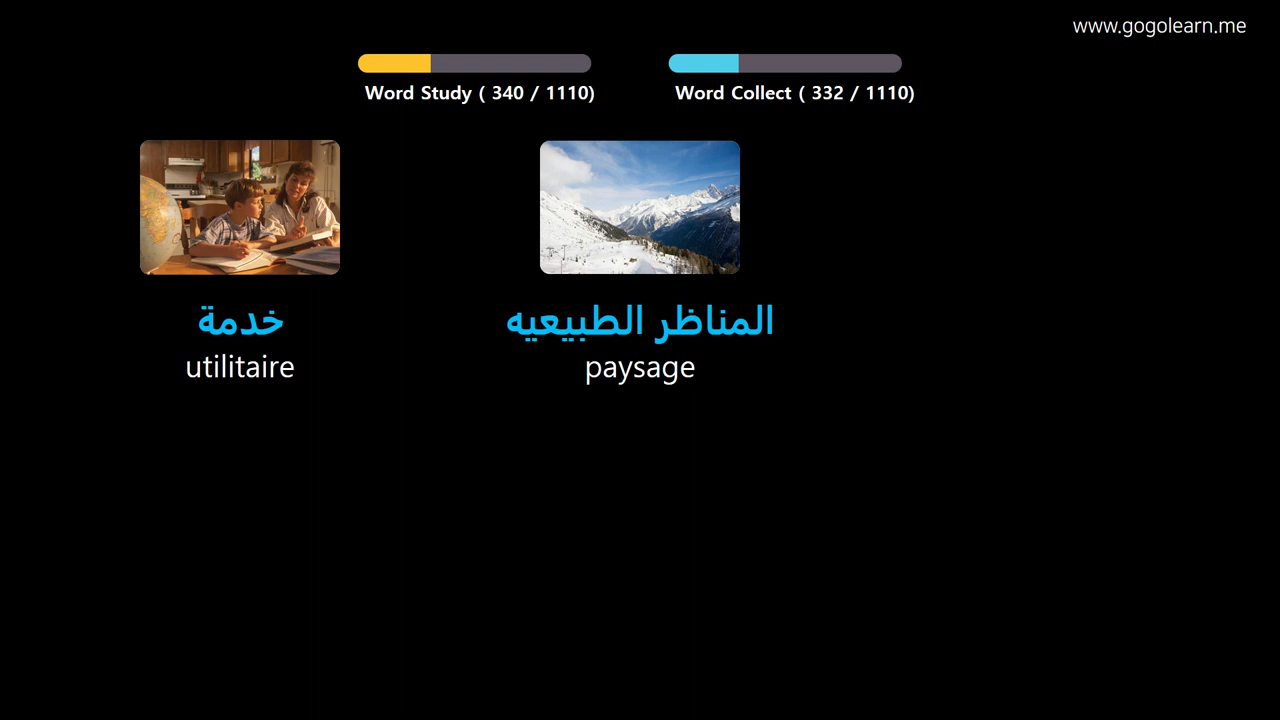 www.gogolearn.me
Word Study ( 340 / 1110)
Word Collect ( 332 / 1110)
خدمة
utilitaire
المناظر الطبيعيه
paysage